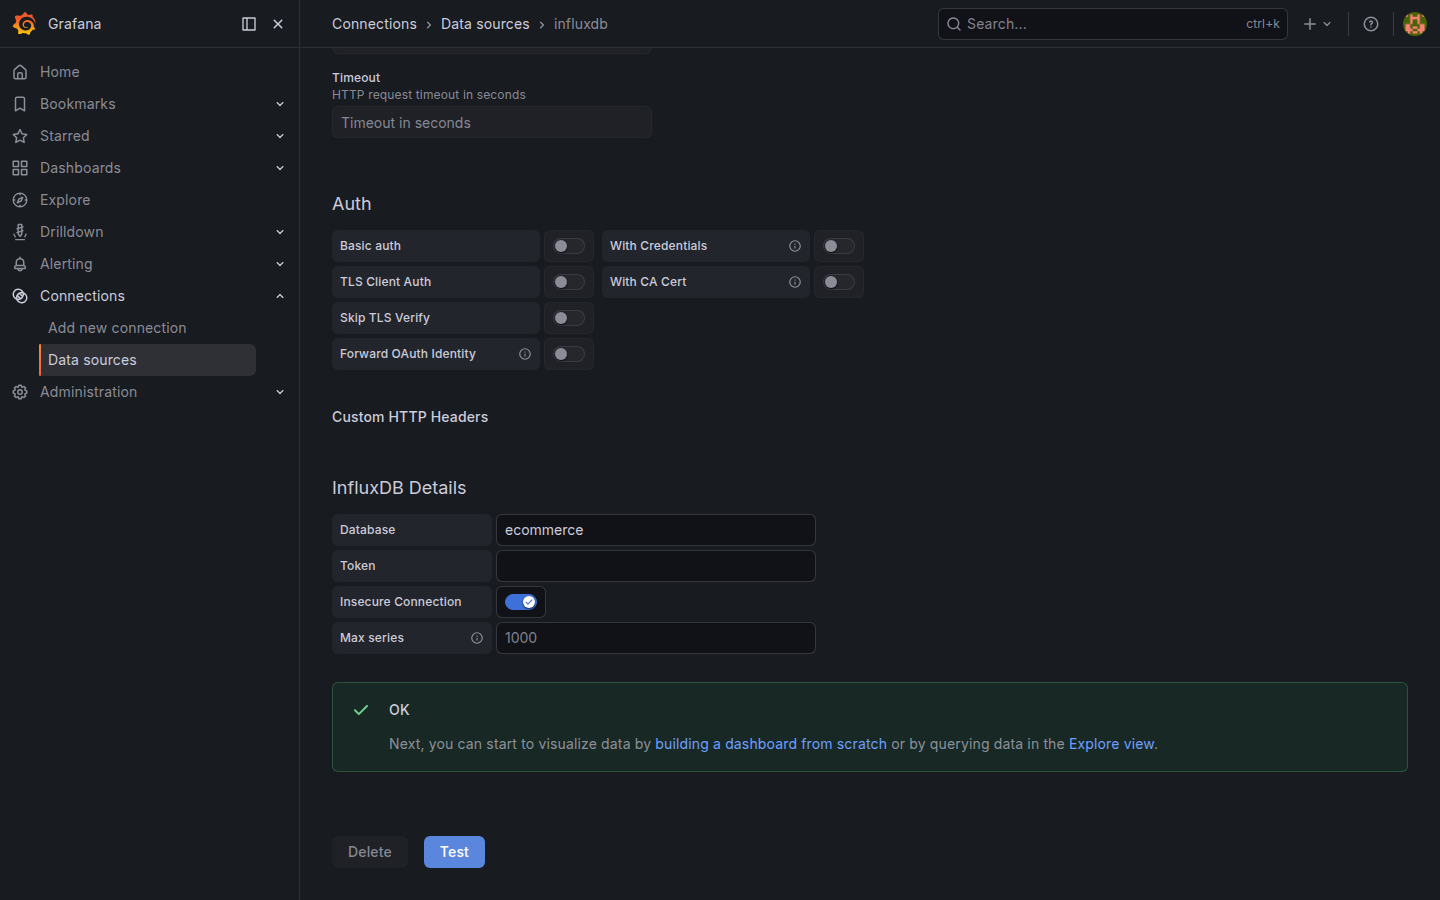 Grafana
Connections › Data sources › influxdb
Search...
ctrl+k
Home
Bookmarks
Starred
Dashboards
Explore
Drilldown
Alerting
Connections
Add new connection
Data sources
Administration
Timeout
HTTP request timeout in seconds
Timeout in seconds
Auth
Basic auth
With Credentials
TLS Client Auth
With CA Cert
Skip TLS Verify
Forward OAuth Identity
Custom HTTP Headers
InfluxDB Details
Database
ecommerce
Token
Insecure Connection
Max series
1000
OK
Next, you can start to visualize data by building a dashboard from scratch or by querying data in the Explore view.
Delete
Test